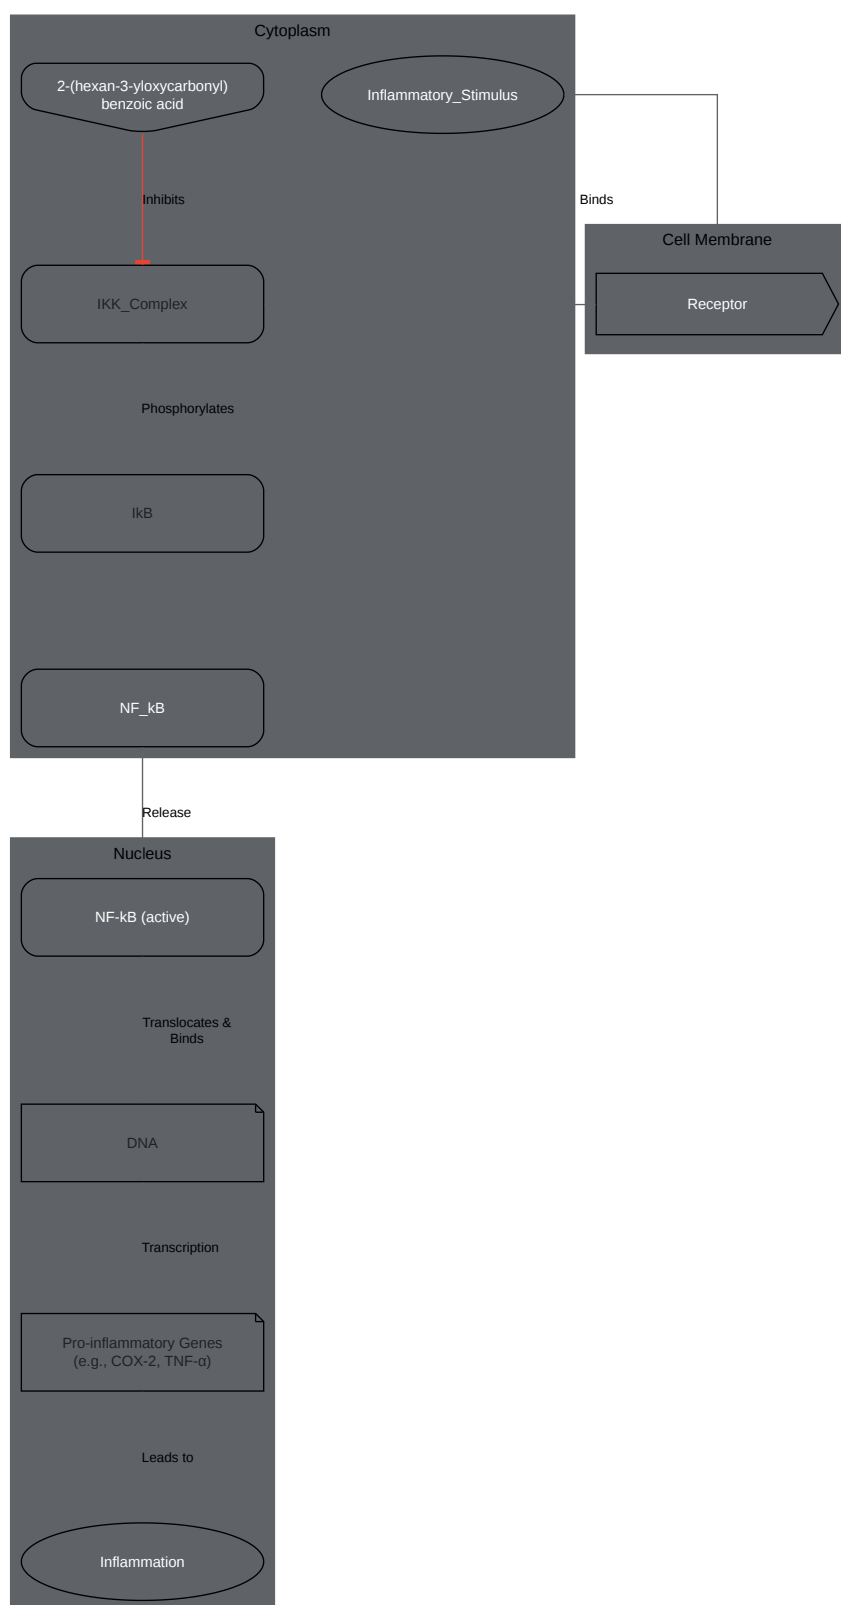 Cytoplasm
2-(hexan-3-yloxycarbonyl)
benzoic acid
Inflammatory_Stimulus
Inhibits
Binds
Cell Membrane
IKK_Complex
Receptor
Phosphorylates
IkB
NF_kB
Release
Nucleus
NF-kB (active)
Translocates &
Binds
DNA
Transcription
Pro-inflammatory Genes
(e.g., COX-2, TNF-α)
Leads to
Inflammation